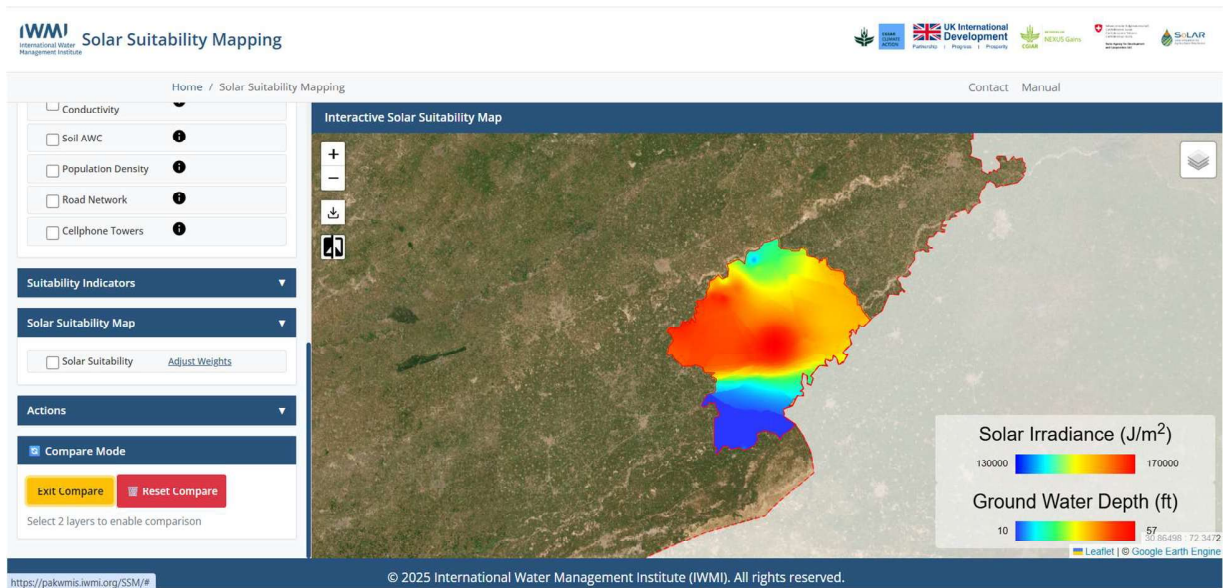 IWMI
International Water
Management Institute
Solar Suitability Mapping
CGIAR
CLIMATE
ACTION
UK International
Development
Partnership | Progress | Prosperity
CGIAR
NEXUS Gains
SoLAR
Home / Solar Suitability Mapping
Contact Manual
Conductivity
Soil AWC
Population Density
Road Network
Cellphone Towers
Suitability Indicators ▼
Solar Suitability Map ▼
Solar Suitability Adjust Weights
Actions ▼
Compare Mode
Exit Compare Reset Compare
Select 2 layers to enable comparison
Interactive Solar Suitability Map
+
−
Solar Irradiance (J/m²)
130000 170000
Ground Water Depth (ft)
10 57
30.86498 : 72.3472
Leaflet | © Google Earth Engine
https://pakwmis.iwmi.org/SSM/#
© 2025 International Water Management Institute (IWMI). All rights reserved.